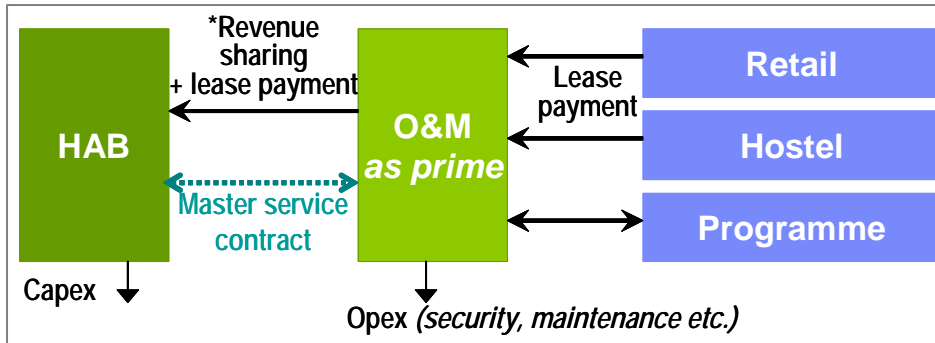 *Revenue
sharing
+ lease payment
HAB
Master service
contract
Capex
O&M
as prime
Opex (security, maintenance etc.)
Lease
payment
Retail
Hostel
Programme